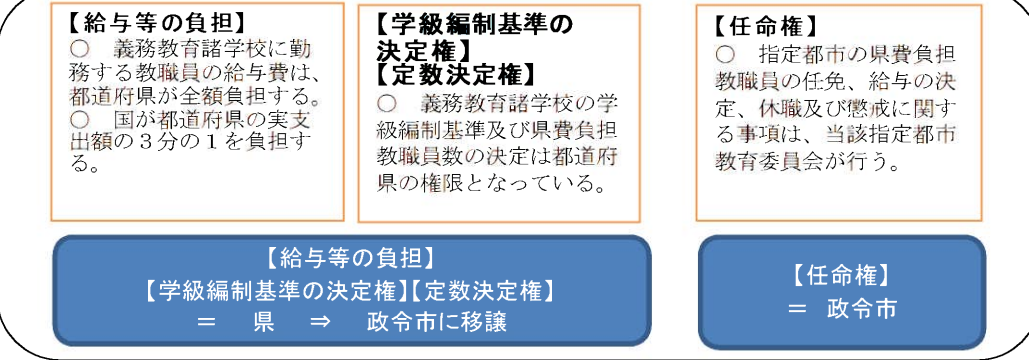 【給与等の負担】
○　義務教育諸学校に勤
務する教職員の給与費は、
都道府県が全額負担する。
○　国が都道府県の実支
出額の３分の１を負担す
る。
【学級編制基準の
決定権】
【定数決定権】
○　義務教育諸学校の学
級編制基準及び県費負担
教職員数の決定は都道府
県の権限となっている。
【任命権】
○　指定都市の県費負担
教職員の任免、給与の決
定、休職及び懲戒に関す
る事項は、当該指定都市
教育委員会が行う。
【給与等の負担】
【学級編制基準の決定権】【定数決定権】
＝　県　⇒　政令市に移譲
【任命権】
＝　政令市